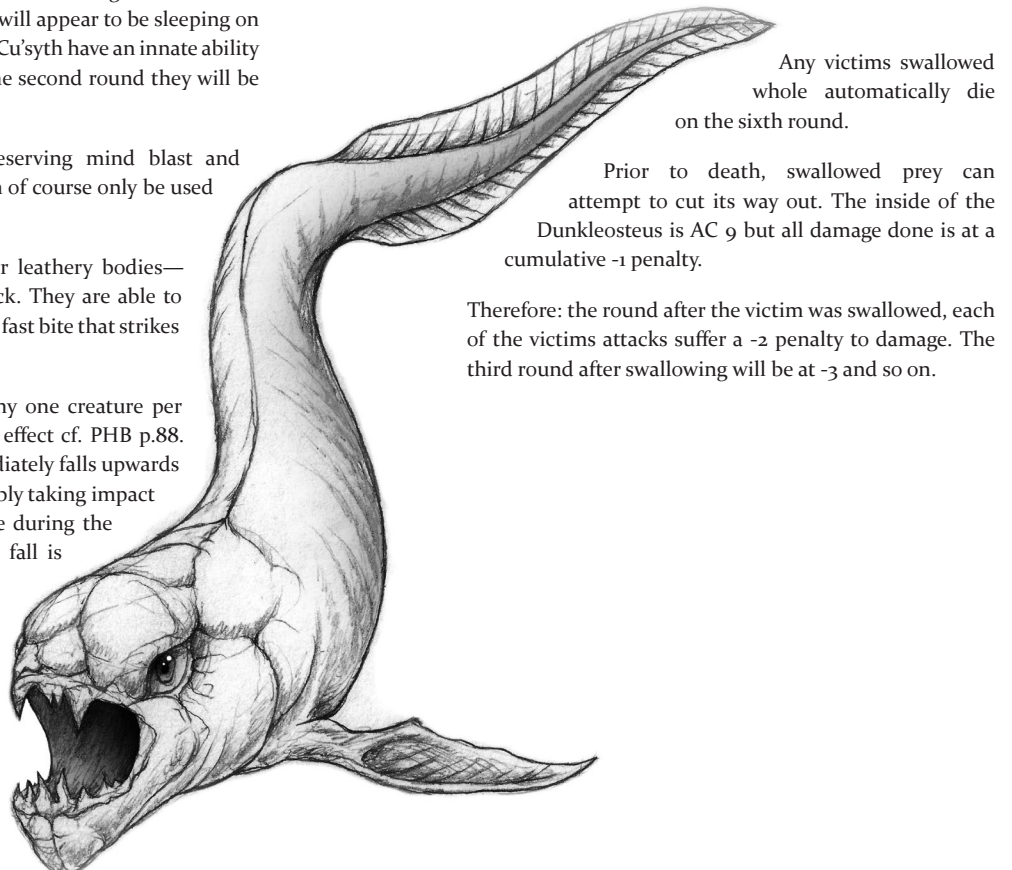 will appear to be sleeping on
Cu'syth have an innate ability
second round they will be
mind blast and
of course only be used
leathery bodies—
They are able to
fast bite that strikes
one creature per
effect cf. PHB p.88.
falls upwards
taking impact
during the
fall is
Any victims swallowed
whole automatically die
on the sixth round.
Prior to death, swallowed prey can
attempt to cut its way out. The inside of the
Dunkleosteus is AC 9 but all damage done is at a
cumulative -1 penalty.
Therefore: the round after the victim was swallowed, each
of the victims attacks suffer a -2 penalty to damage. The
third round after swallowing will be at -3 and so on.